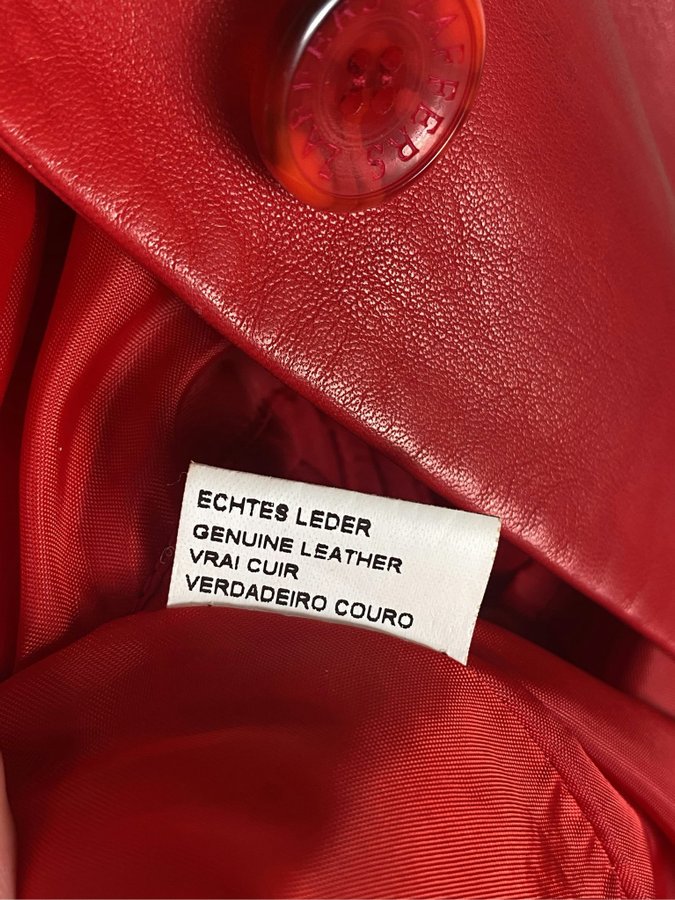 ECHTES LEDER
GENUINE LEATHER
VRAI CUIR
VERDADEIRO COURO